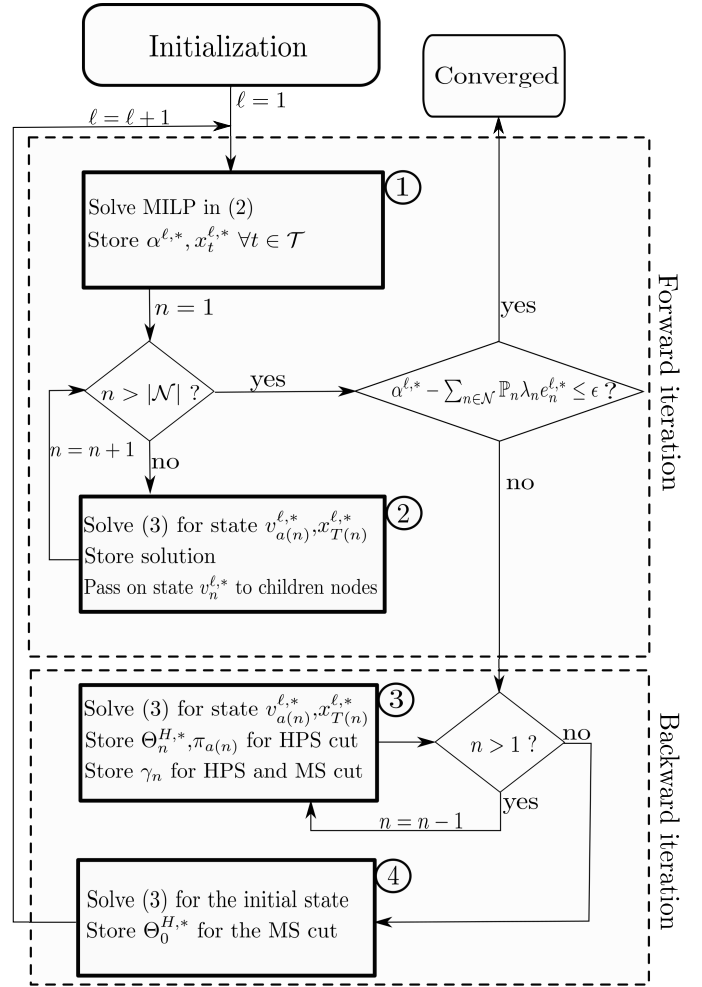 Initialization
Converged
ℓ = 1
ℓ = ℓ + 1
1
Solve MILP in (2)
Store α^{ℓ,*}, x_t^{ℓ,*} ∀t ∈ 𝒯
n = 1
yes
n > |𝒩| ?
yes
α^{ℓ,*} − ∑_{n∈𝒩} ℙ_n λ_n e_n^{ℓ,*} ≤ ϵ ?
n = n + 1
no
no
2
Solve (3) for state v_{a(n)}^{ℓ,*}, x_{T(n)}^{ℓ,*}
Store solution
Pass on state v_n^{ℓ,*} to children nodes
Forward iteration
3
Solve (3) for state v_{a(n)}^{ℓ,*}, x_{T(n)}^{ℓ,*}
Store Θ_n^{H,*}, π_{a(n)} for HPS cut
Store γ_n for HPS and MS cut
n > 1 ?
no
yes
n = n − 1
4
Solve (3) for the initial state
Store Θ_0^{H,*} for the MS cut
Backward iteration